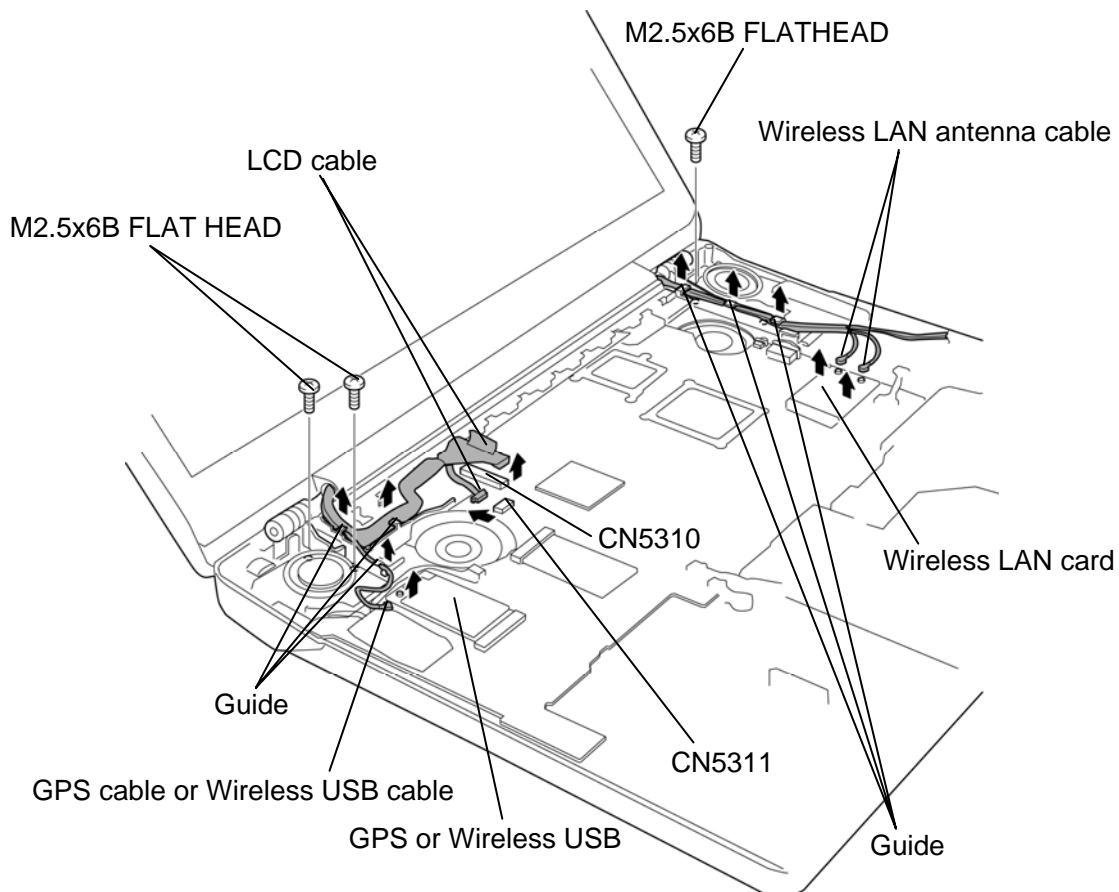 M2.5x6B FLATHEAD
Wireless LAN antenna cable
LCD cable
M2.5x6B FLAT HEAD
CN5310
Wireless LAN card
Guide
CN5311
GPS cable or Wireless USB cable
GPS or Wireless USB
Guide